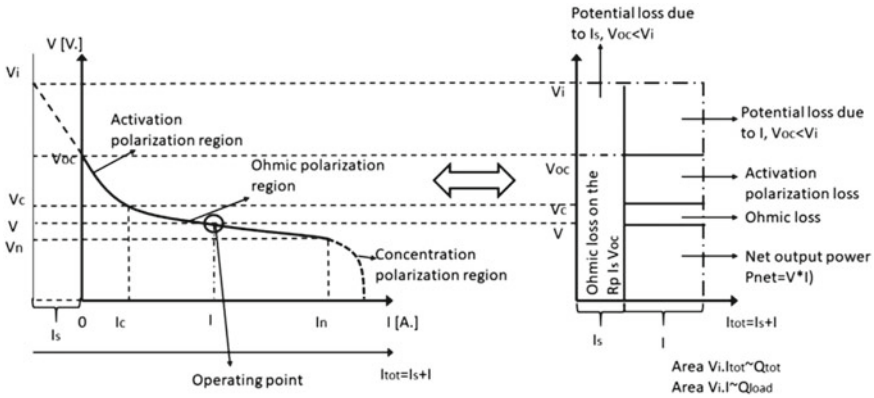 Potential loss due
to Is, Voc<Vi
V [V.]
Vi
Vi
Activation
polarization region
Potential loss due
to I, Voc<Vi
Voc
Voc
Ohmic polarization
region
Activation
polarization loss
Vc
Vc
Ohmic loss
V
V
Vn
Ohmic loss on the
Rp Is Voc
Concentration
polarization region
Net output power
Pnet=V*I)
Is
0
Ic
I
In
I [A.]
Itot=Is+I
Is
I
Operating point
Itot=Is+I
Area Vi.Itot~Qtot
Area Vi.I~Qload